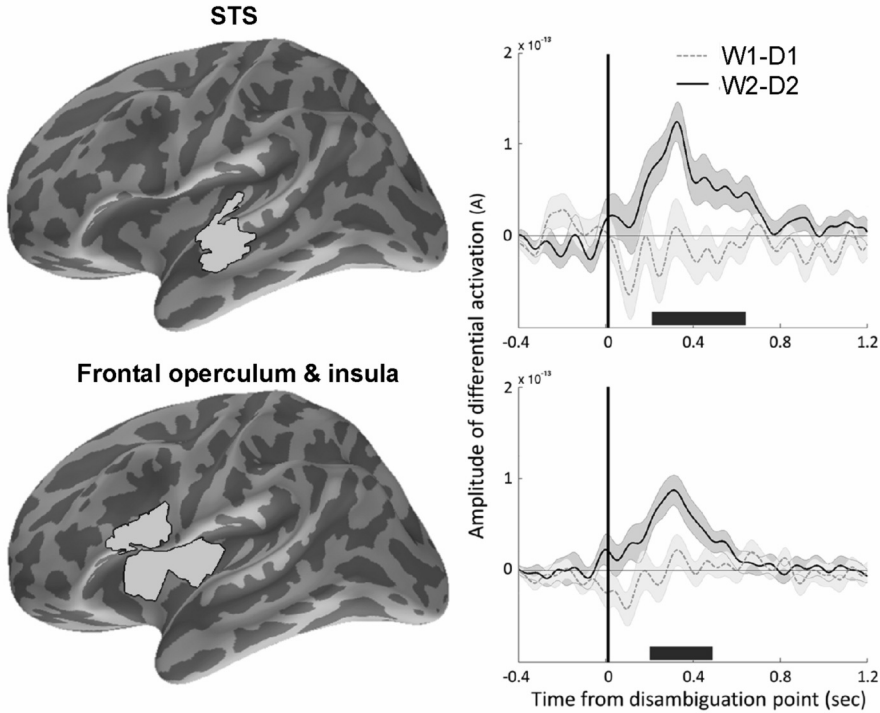 STS
2 x 10⁻¹³
W1-D1
W2-D2
1
0
-0.4 0 0.4 0.8 1.2
Amplitude of differential activation (A)
Frontal operculum & insula
2 x 10⁻¹³
1
0
-1
-0.4 0 0.4 0.8 1.2
Time from disambiguation point (sec)